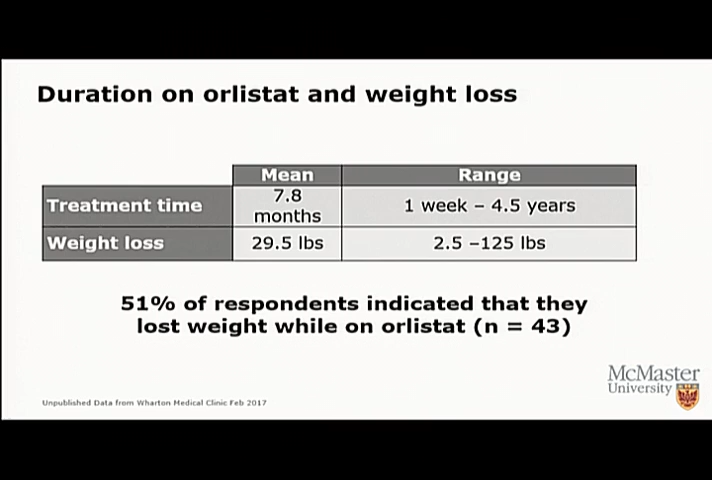 Duration on orlistat and weight loss
Mean Range
Treatment time 7.8 months 1 week – 4.5 years
Weight loss 29.5 lbs 2.5 –125 lbs
51% of respondents indicated that they
lost weight while on orlistat (n = 43)
McMaster
University
Unpublished Data from Wharton Medical Clinic Feb 2017